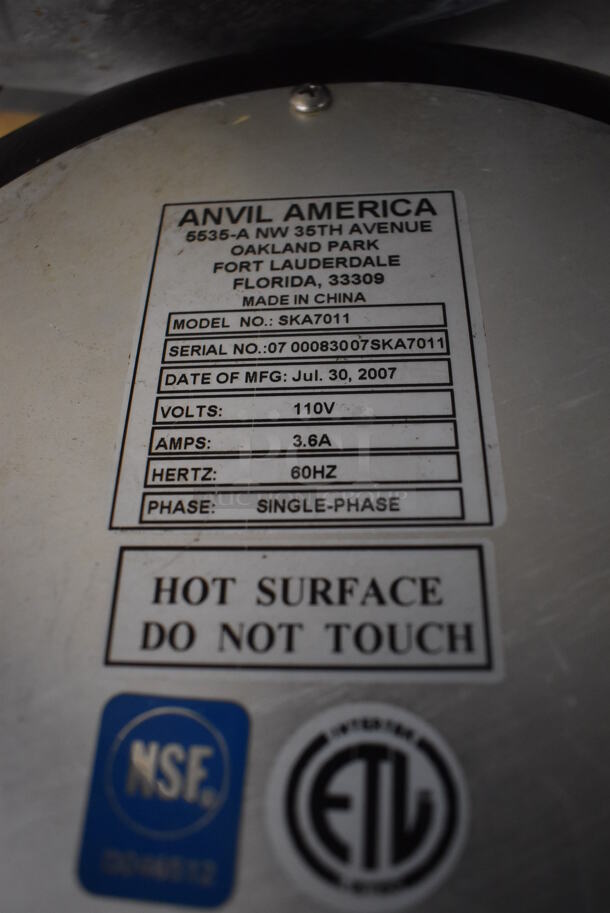 ANVIL AMERICA
5535-A NW 35TH AVENUE
OAKLAND PARK
FORT LAUDERDALE
FLORIDA, 33309
MADE IN CHINA
MODEL NO.: SKA7011
SERIAL NO.:07 00083007SKA7011
DATE OF MFG: Jul. 30, 2007
VOLTS: 110V
AMPS: 3.6A
HERTZ: 60HZ
PHASE: SINGLE-PHASE
HOT SURFACE
DO NOT TOUCH
NSF.
INTERTEK
ETL
LISTED